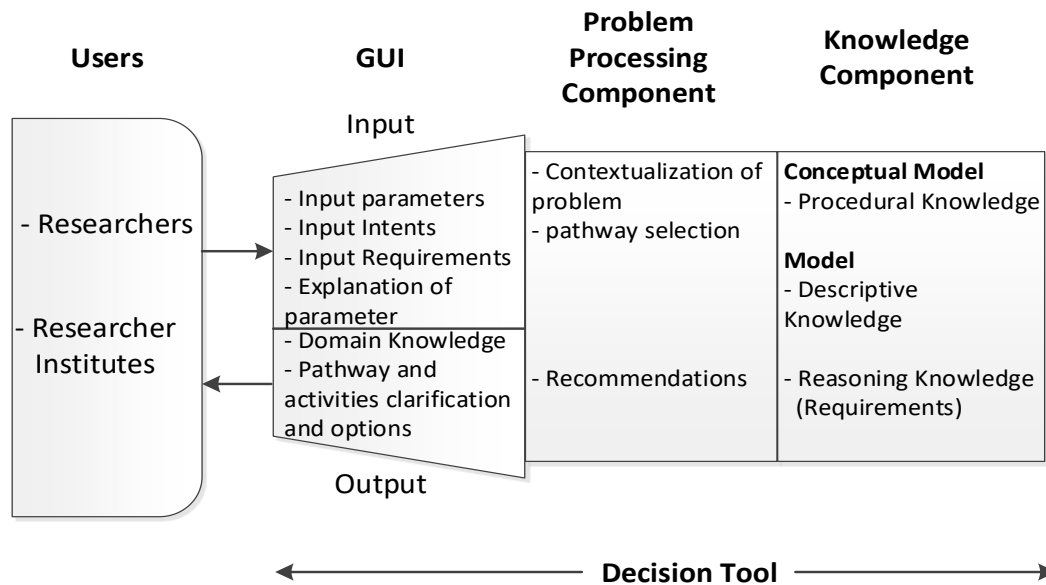 Users
GUI
Problem
Processing
Component
Knowledge
Component
Input
- Researchers
- Researcher
Institutes
- Input parameters
- Input Intents
- Input Requirements
- Explanation of
parameter
- Domain Knowledge
- Pathway and
activities clarification
and options
Output
- Contextualization of
problem
- pathway selection
- Recommendations
Conceptual Model
- Procedural Knowledge
Model
- Descriptive
Knowledge
- Reasoning Knowledge
(Requirements)
Decision Tool